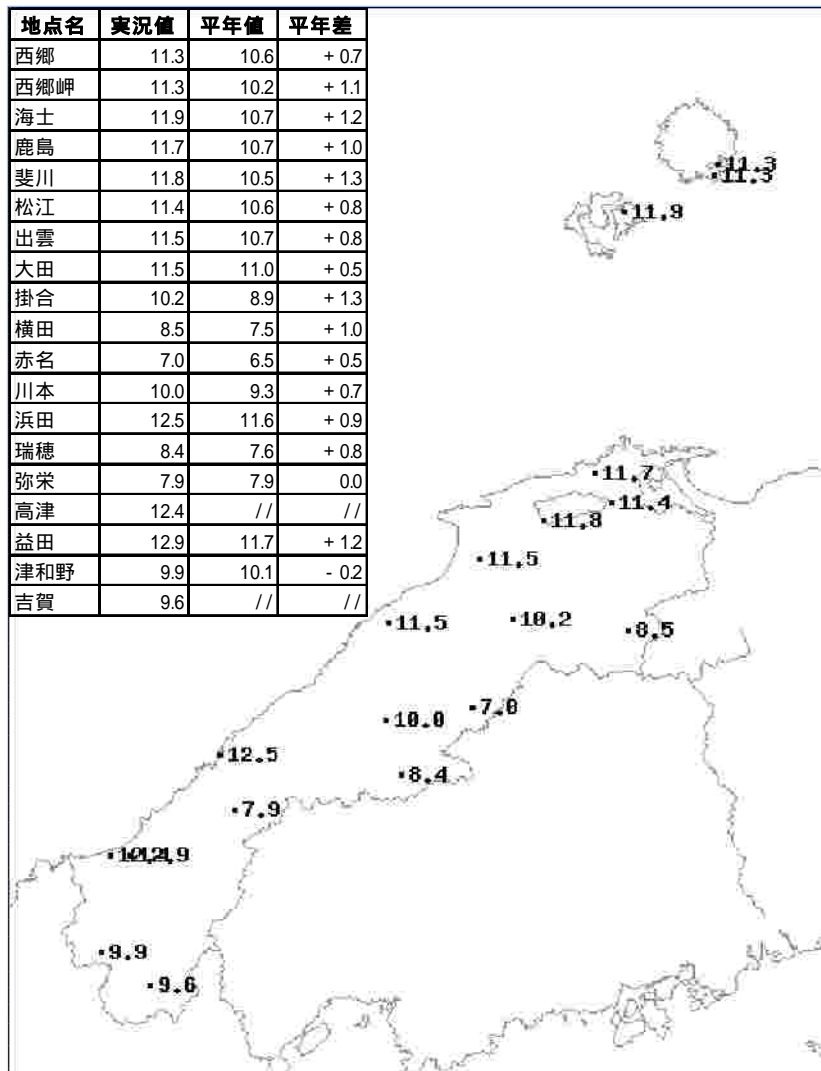 地点名 実況値 平年値 平年差
西郷 11.3 10.6 + 0.7
西郷岬 11.3 10.2 + 1.1
海士 11.9 10.7 + 1.2
鹿島 11.7 10.7 + 1.0
斐川 11.8 10.5 + 1.3
松江 11.4 10.6 + 0.8
出雲 11.5 10.7 + 0.8
大田 11.5 11.0 + 0.5
掛合 10.2 8.9 + 1.3
横田 8.5 7.5 + 1.0
赤名 7.0 6.5 + 0.5
川本 10.0 9.3 + 0.7
浜田 12.5 11.6 + 0.9
瑞穂 8.4 7.6 + 0.8
弥栄 7.9 7.9 0.0
高津 12.4 // //
益田 12.9 11.7 + 1.2
津和野 9.9 10.1 - 0.2
吉賀 9.6 // //
11.3
11.3
11.9
11.7
11.4
11.8
11.5
10.2
11.5
8.5
7.0
10.0
12.5
8.4
7.9
9.9
9.6